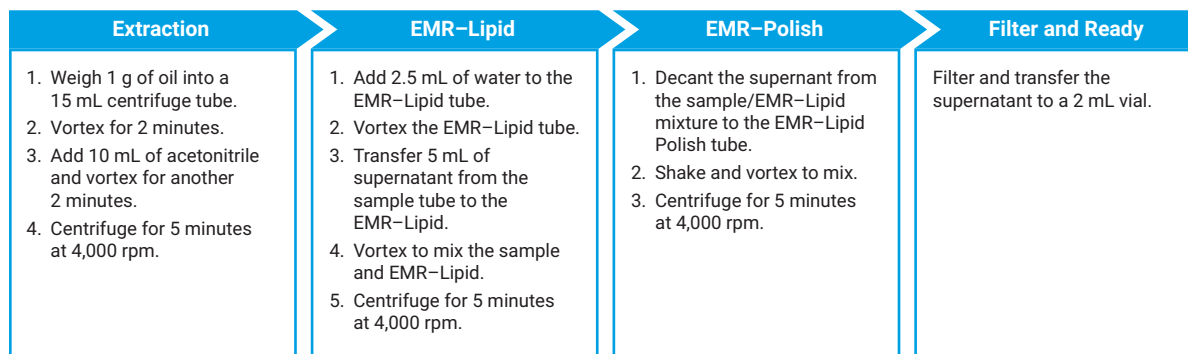 Extraction
1. Weigh 1 g of oil into a
15 mL centrifuge tube.
2. Vortex for 2 minutes.
3. Add 10 mL of acetonitrile
and vortex for another
2 minutes.
4. Centrifuge for 5 minutes
at 4,000 rpm.
EMR–Lipid
1. Add 2.5 mL of water to the
EMR–Lipid tube.
2. Vortex the EMR–Lipid tube.
3. Transfer 5 mL of
supernatant from the
sample tube to the
EMR–Lipid.
4. Vortex to mix the sample
and EMR–Lipid.
5. Centrifuge for 5 minutes
at 4,000 rpm.
EMR–Polish
1. Decant the supernant from
the sample/EMR–Lipid
mixture to the EMR–Lipid
Polish tube.
2. Shake and vortex to mix.
3. Centrifuge for 5 minutes
at 4,000 rpm.
Filter and Ready
Filter and transfer the
supernatant to a 2 mL vial.